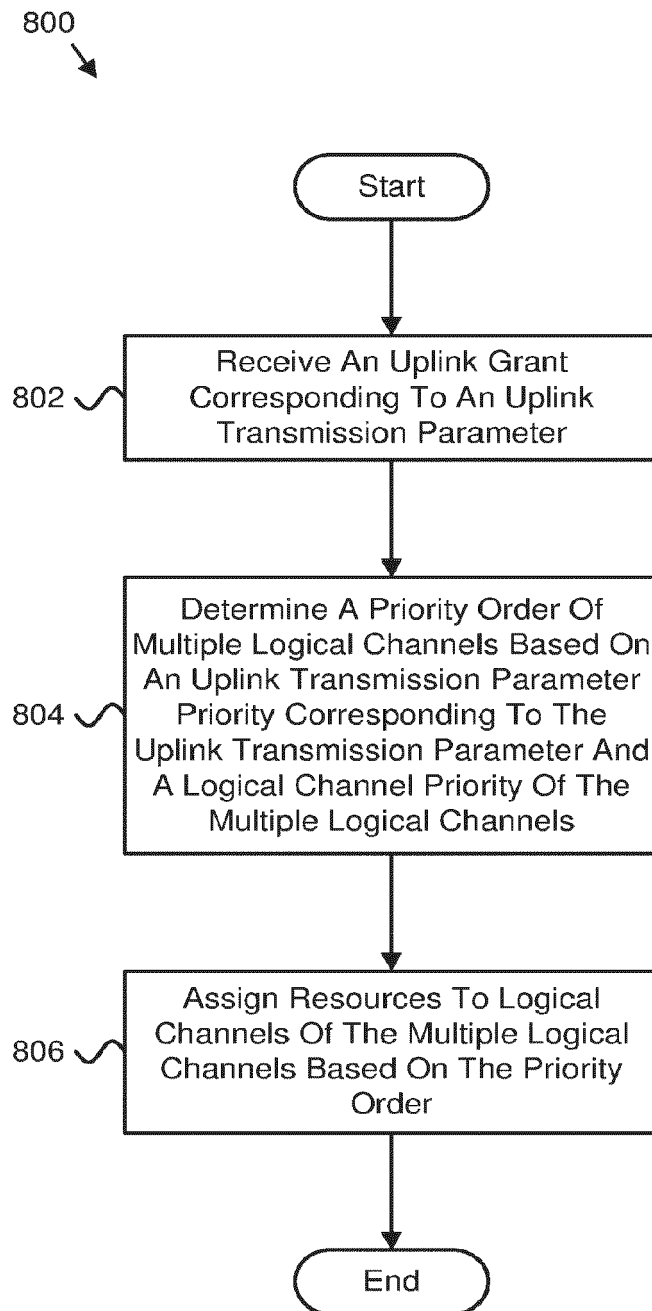 800
Start
802
Receive An Uplink Grant
Corresponding To An Uplink
Transmission Parameter
804
Determine A Priority Order Of
Multiple Logical Channels Based On
An Uplink Transmission Parameter
Priority Corresponding To The
Uplink Transmission Parameter And
A Logical Channel Priority Of The
Multiple Logical Channels
806
Assign Resources To Logical
Channels Of The Multiple Logical
Channels Based On The Priority
Order
End